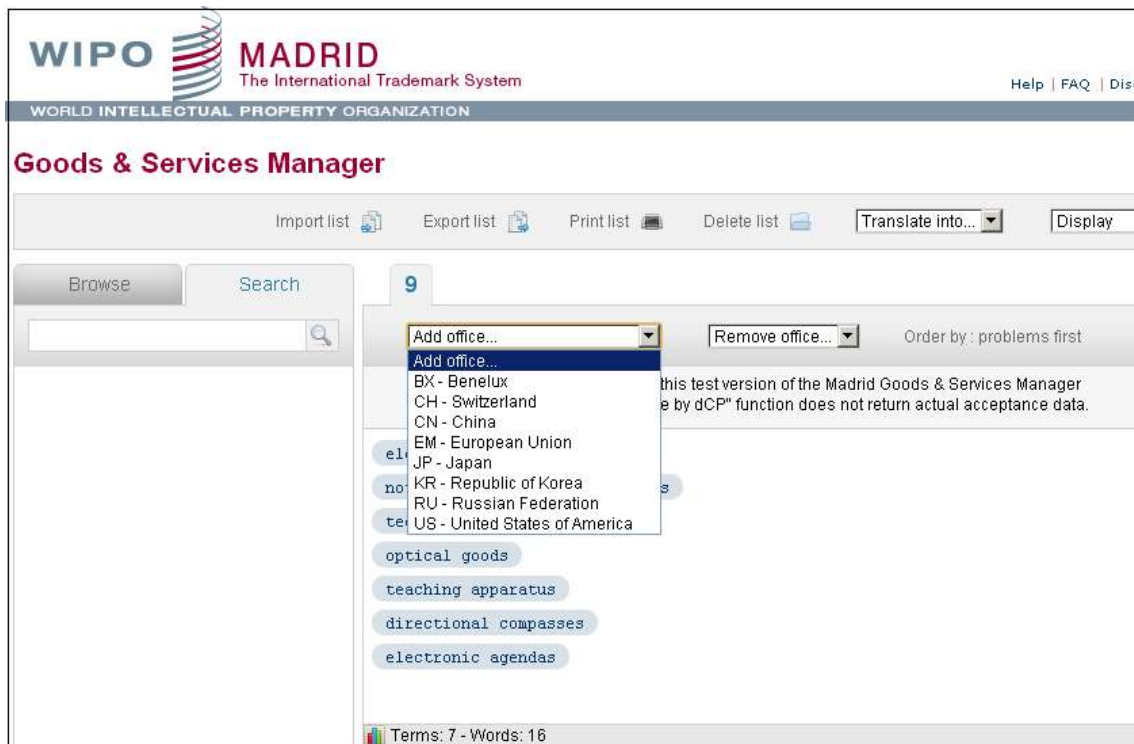 WIPO
MADRID
The International Trademark System
Help | FAQ | Dis
WORLD INTELLECTUAL PROPERTY ORGANIZATION
Goods & Services Manager
Import list Export list Print list Delete list Translate into... Display
Browse Search 9
Add office... Remove office... Order by : problems first
Add office...
BX - Benelux
CH - Switzerland
CN - China
EM - European Union
JP - Japan
KR - Republic of Korea
RU - Russian Federation
US - United States of America
this test version of the Madrid Goods & Services Manager
e by dCP" function does not return actual acceptance data.
optical goods
teaching apparatus
directional compasses
electronic agendas
Terms: 7 - Words: 16